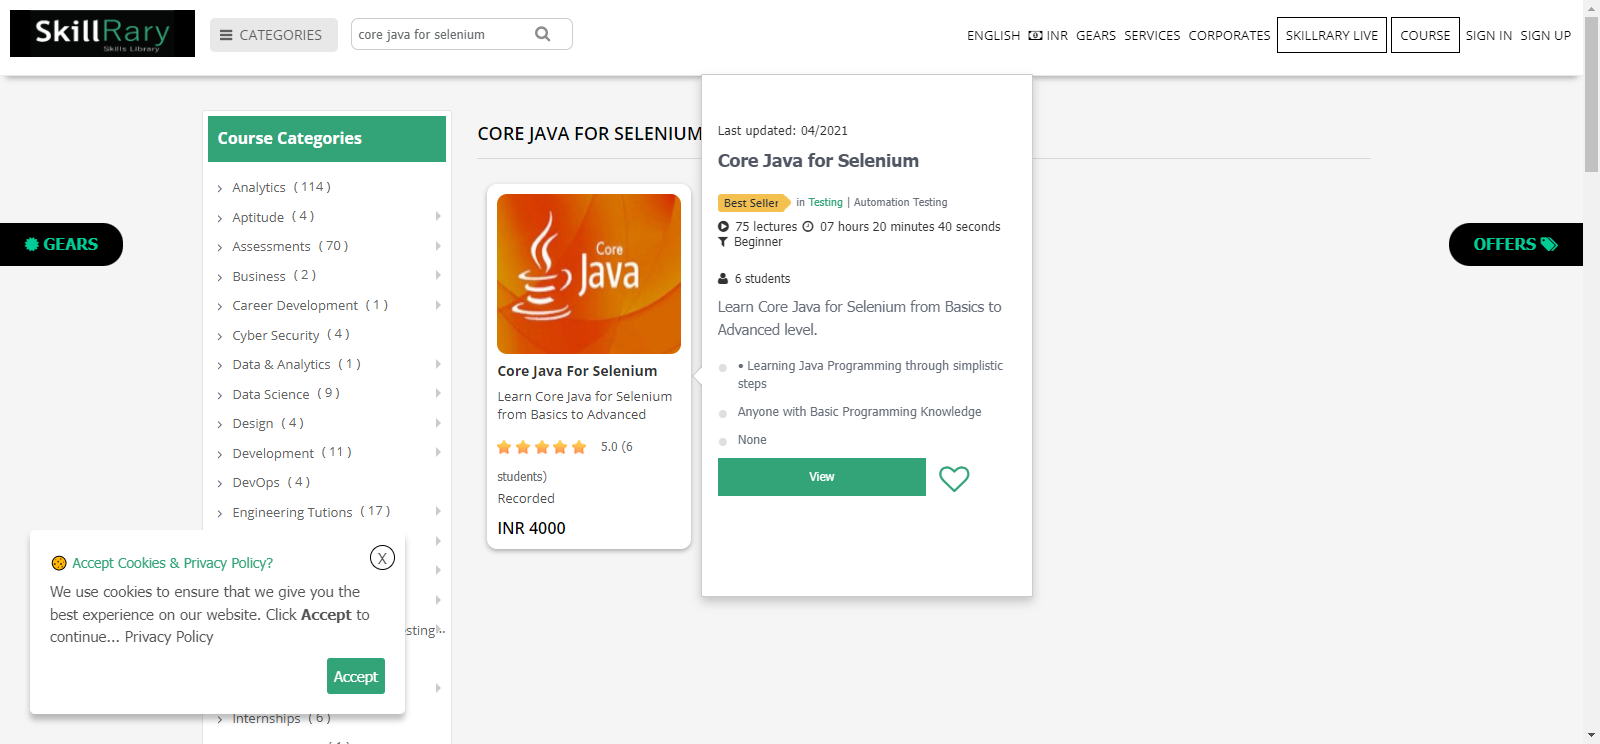 SkillRary
Skills Library
CATEGORIES
core java for selenium
ENGLISH INR GEARS SERVICES CORPORATES SKILLRARY LIVE COURSE SIGN IN SIGN UP
Course Categories
Analytics ( 114 )
Aptitude ( 4 )
Assessments ( 70 )
Business ( 2 )
Career Development ( 1 )
Cyber Security ( 4 )
Data & Analytics ( 1 )
Data Science ( 9 )
Design ( 4 )
Development ( 11 )
DevOps ( 4 )
Engineering Tutions ( 17 )
esting...
Internships ( 6 )
GEARS
OFFERS
CORE JAVA FOR SELENIUM
Core
Java
Core Java For Selenium
Learn Core Java for Selenium
from Basics to Advanced
5.0 (6
students)
Recorded
INR 4000
Last updated: 04/2021
Core Java for Selenium
Best Seller in Testing | Automation Testing
75 lectures 07 hours 20 minutes 40 seconds
Beginner
6 students
Learn Core Java for Selenium from Basics to
Advanced level.
• Learning Java Programming through simplistic
steps
Anyone with Basic Programming Knowledge
None
View
Accept Cookies & Privacy Policy?
X
We use cookies to ensure that we give you the
best experience on our website. Click Accept to
continue... Privacy Policy
Accept